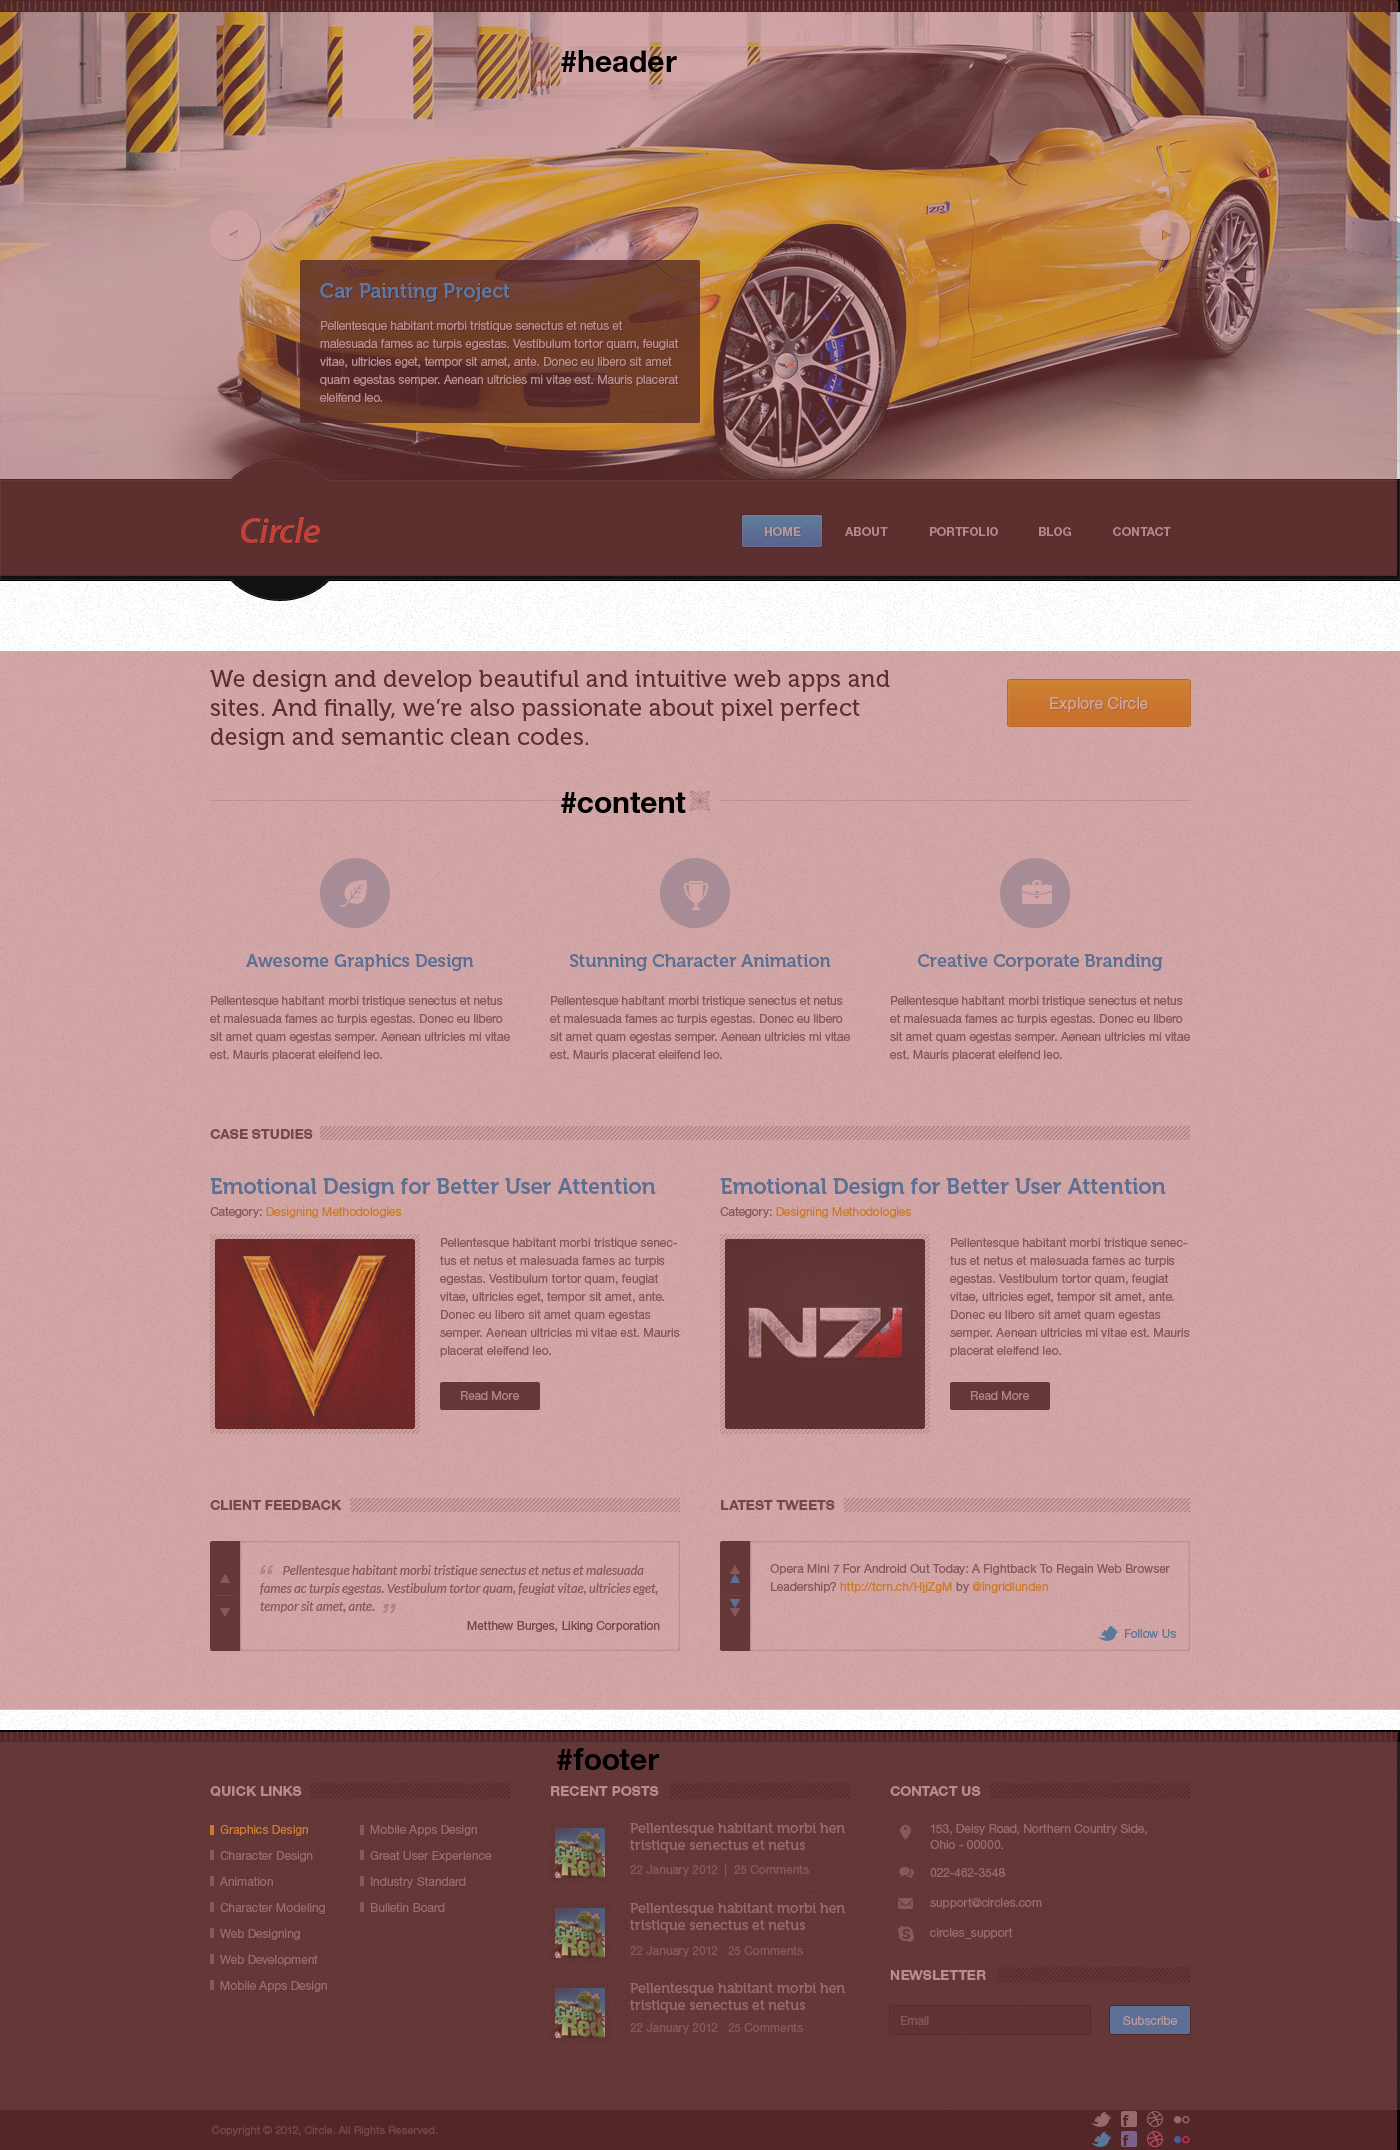 16
#header
ZR1
Car Painting Project
Pellentesque habitant morbi tristique senectus et netus et
malesuada fames ac turpis egestas. Vestibulum tortor quam, feugiat
vitae, ultricies eget, tempor sit amet, ante. Donec eu libero sit amet
quam egestas semper. Aenean ultricies mi vitae est. Mauris placerat
eleifend leo.
Circle
HOME ABOUT PORTFOLIO BLOG CONTACT
We design and develop beautiful and intuitive web apps and
sites. And finally, we're also passionate about pixel perfect
design and semantic clean codes.
Explore Circle
#content
Awesome Graphics Design
Pellentesque habitant morbi tristique senectus et netus
et malesuada fames ac turpis egestas. Donec eu libero
sit amet quam egestas semper. Aenean ultricies mi vitae
est. Mauris placerat eleifend leo.
Stunning Character Animation
Pellentesque habitant morbi tristique senectus et netus
et malesuada fames ac turpis egestas. Donec eu libero
sit amet quam egestas semper. Aenean ultricies mi vitae
est. Mauris placerat eleifend leo.
Creative Corporate Branding
Pellentesque habitant morbi tristique senectus et netus
et malesuada fames ac turpis egestas. Donec eu libero
sit amet quam egestas semper. Aenean ultricies mi vitae
est. Mauris placerat eleifend leo.
CASE STUDIES
Emotional Design for Better User Attention
Category: Designing Methodologies
V
Pellentesque habitant morbi tristique senec-
tus et netus et malesuada fames ac turpis
egestas. Vestibulum tortor quam, feugiat
vitae, ultricies eget, tempor sit amet, ante.
Donec eu libero sit amet quam egestas
semper. Aenean ultricies mi vitae est. Mauris
placerat eleifend leo.
Read More
Emotional Design for Better User Attention
Category: Designing Methodologies
N7
Pellentesque habitant morbi tristique senec-
tus et netus et malesuada fames ac turpis
egestas. Vestibulum tortor quam, feugiat
vitae, ultricies eget, tempor sit amet, ante.
Donec eu libero sit amet quam egestas
semper. Aenean ultricies mi vitae est. Mauris
placerat eleifend leo.
Read More
CLIENT FEEDBACK
“ Pellentesque habitant morbi tristique senectus et netus et malesuada
fames ac turpis egestas. Vestibulum tortor quam, feugiat vitae, ultricies eget,
tempor sit amet, ante. ”
Matthew Burges, Liking Corporation
LATEST TWEETS
Opera Mini 7 For Android Out Today: A Fightback To Regain Web Browser
Leadership? http://tcrn.ch/HjjZgM by @ingridlunden
Follow Us
#footer
QUICK LINKS
Graphics Design
Character Design
Animation
Character Modeling
Web Designing
Web Development
Mobile Apps Design
Mobile Apps Design
Great User Experience
Industry Standard
Bulletin Board
RECENT POSTS
Green
Red
Pellentesque habitant morbi hen
tristique senectus et netus
22 January 2012 | 25 Comments
Green
Red
Pellentesque habitant morbi hen
tristique senectus et netus
22 January 2012 25 Comments
Green
Red
Pellentesque habitant morbi hen
tristique senectus et netus
22 January 2012 25 Comments
CONTACT US
153, Deisy Road, Northern Country Side,
Ohio - 00000.
022-462-3548
support@circles.com
circles_support
NEWSLETTER
Email
Subscribe
Copyright © 2012, Circle. All Rights Reserved.